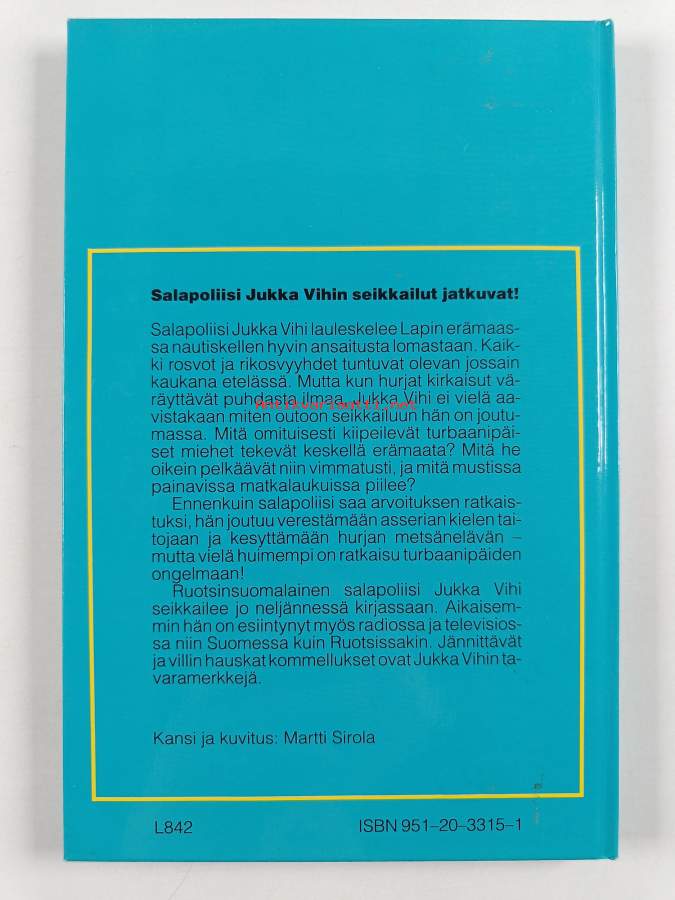 Salapoliisi Jukka Vihin seikkailut jatkuvat!
Salapoliisi Jukka Vihi lauleskelee Lapin erämaas-
sa nautiskellen hyvin ansaitusta lomastaan. Kaik-
ki rosvot ja rikosvyyhdet tuntuvat olevan jossain
kaukana etelässä. Mutta kun hurjat kirkaisut vä-
räyttävät puhdasta ilmaa, Jukka Vihi ei vielä aa-
Antikvariaatti.net
vistakaan miten outoon seikkailuun hän on joutu-
massa. Mitä omituisesti kiipeilevät turbaanipäi-
set miehet tekevät keskellä erämaata? Mitä he
oikein pelkäävät niin vimmatusti, ja mitä mustissa
painavissa matkalaukuissa piilee?
Ennenkuin salapoliisi saa arvoituksen ratkais-
tuksi, hän joutuu verestämään asserian kielen tai-
tojaan ja kesyttämään hurjan metsänelävän –
mutta vielä huimempi on ratkaisu turbaanipäiden
ongelmaan!
Ruotsinsuomalainen salapoliisi Jukka Vihi
seikkailee jo neljännessä kirjassaan. Aikaisem-
min hän on esiintynyt myös radiossa ja televisios-
sa niin Suomessa kuin Ruotsissakin. Jännittävät
ja villin hauskat kommellukset ovat Jukka Vihin ta-
varamerkkejä.
Kansi ja kuvitus: Martti Sirola
L842
ISBN 951–20–3315–1